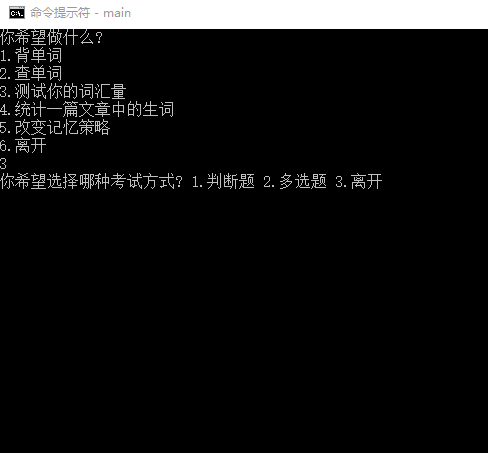 命令提示符 - main
你希望做什么?
1.背单词
2.查单词
3.测试你的词汇量
4.统计一篇文章中的生词
5.改变记忆策略
6.离开
3
你希望选择哪种考试方式? 1.判断题 2.多选题 3.离开